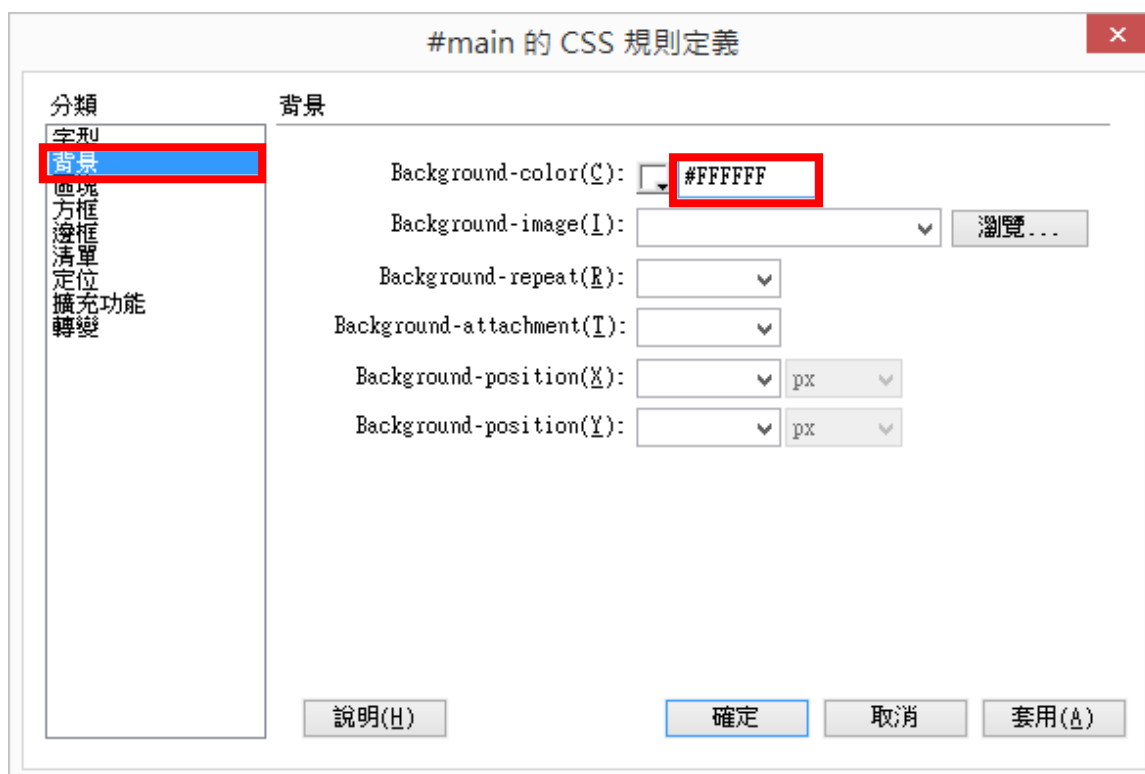 #main 的 CSS 規則定義
分類
字型
背景
區塊
方框
邊框
清單
定位
擴充功能
轉變
背景
Background-color(C): #FFFFFF
Background-image(I): 瀏覽...
Background-repeat(R):
Background-attachment(T):
Background-position(X): px
Background-position(Y): px
說明(H) 確定 取消 套用(A)